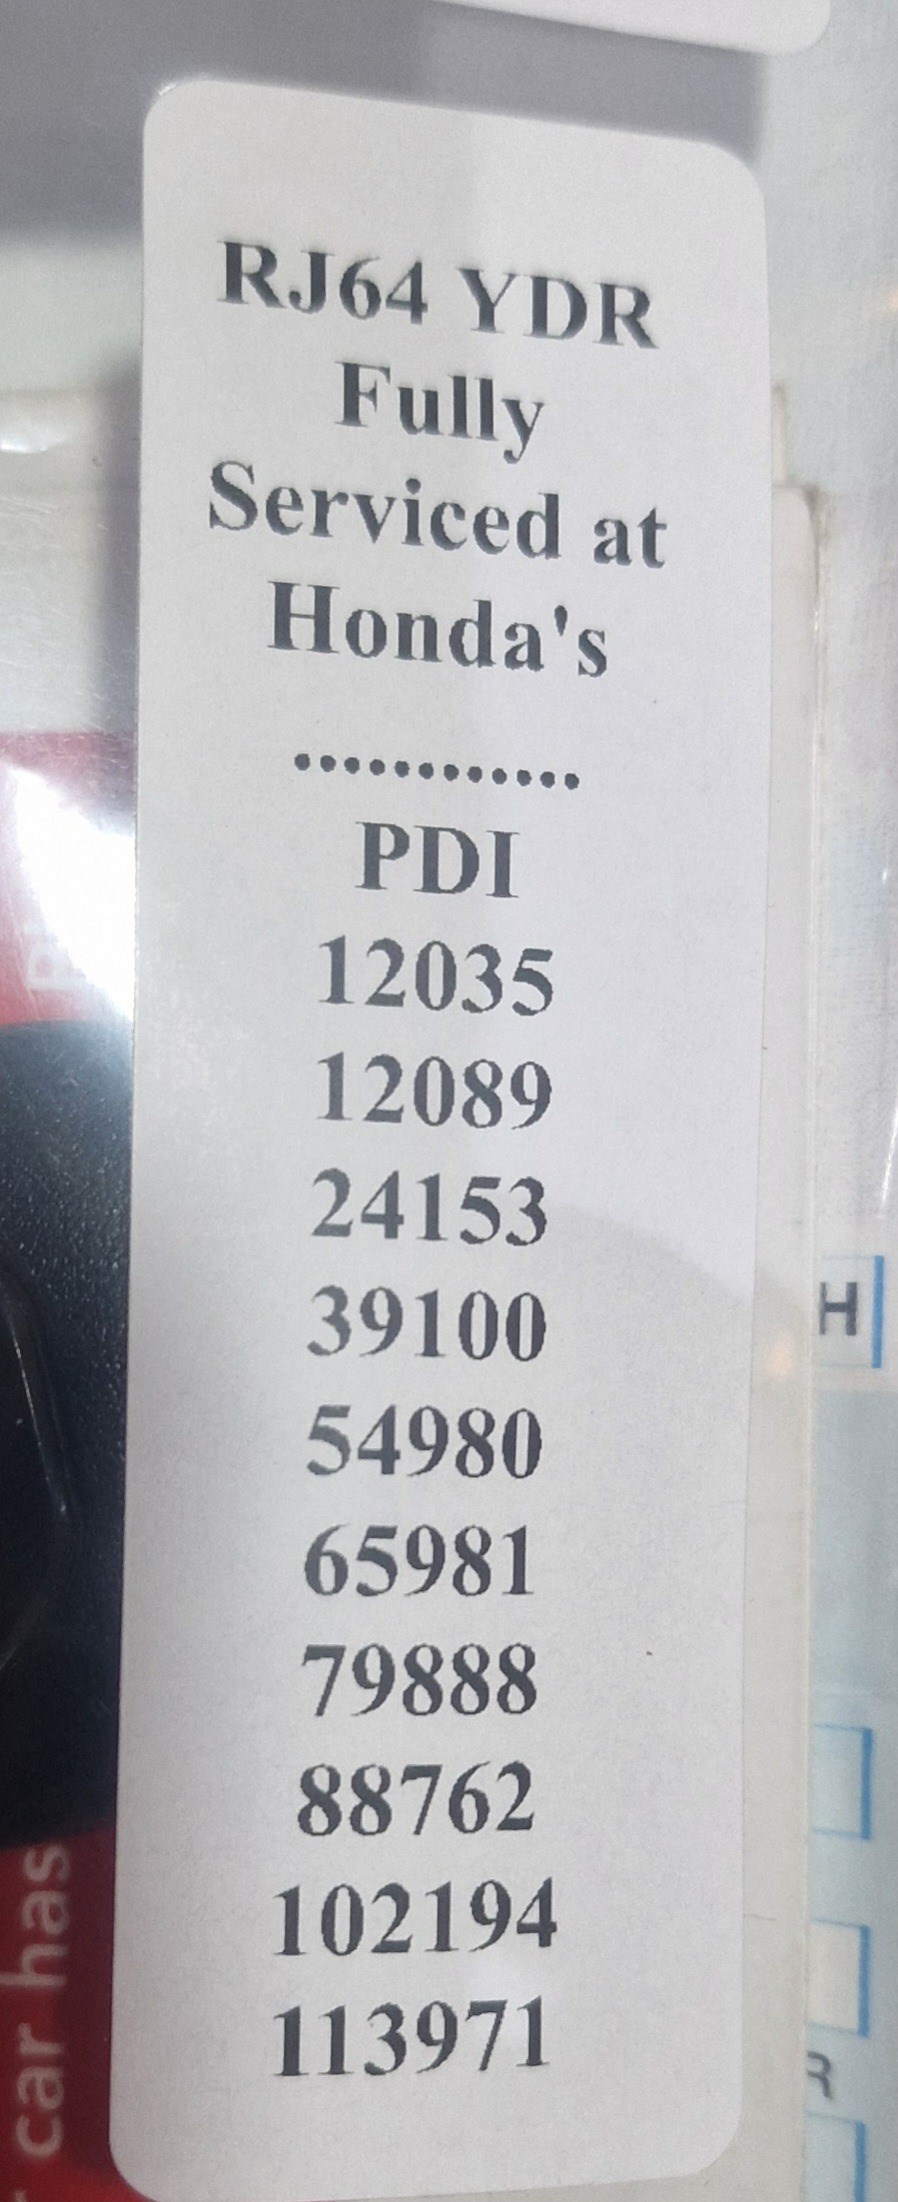 RJ64 YDR
Fully
Serviced at
Honda's
............
PDI
12035
12089
24153
39100
54980
65981
79888
88762
102194
113971
H
R
car has